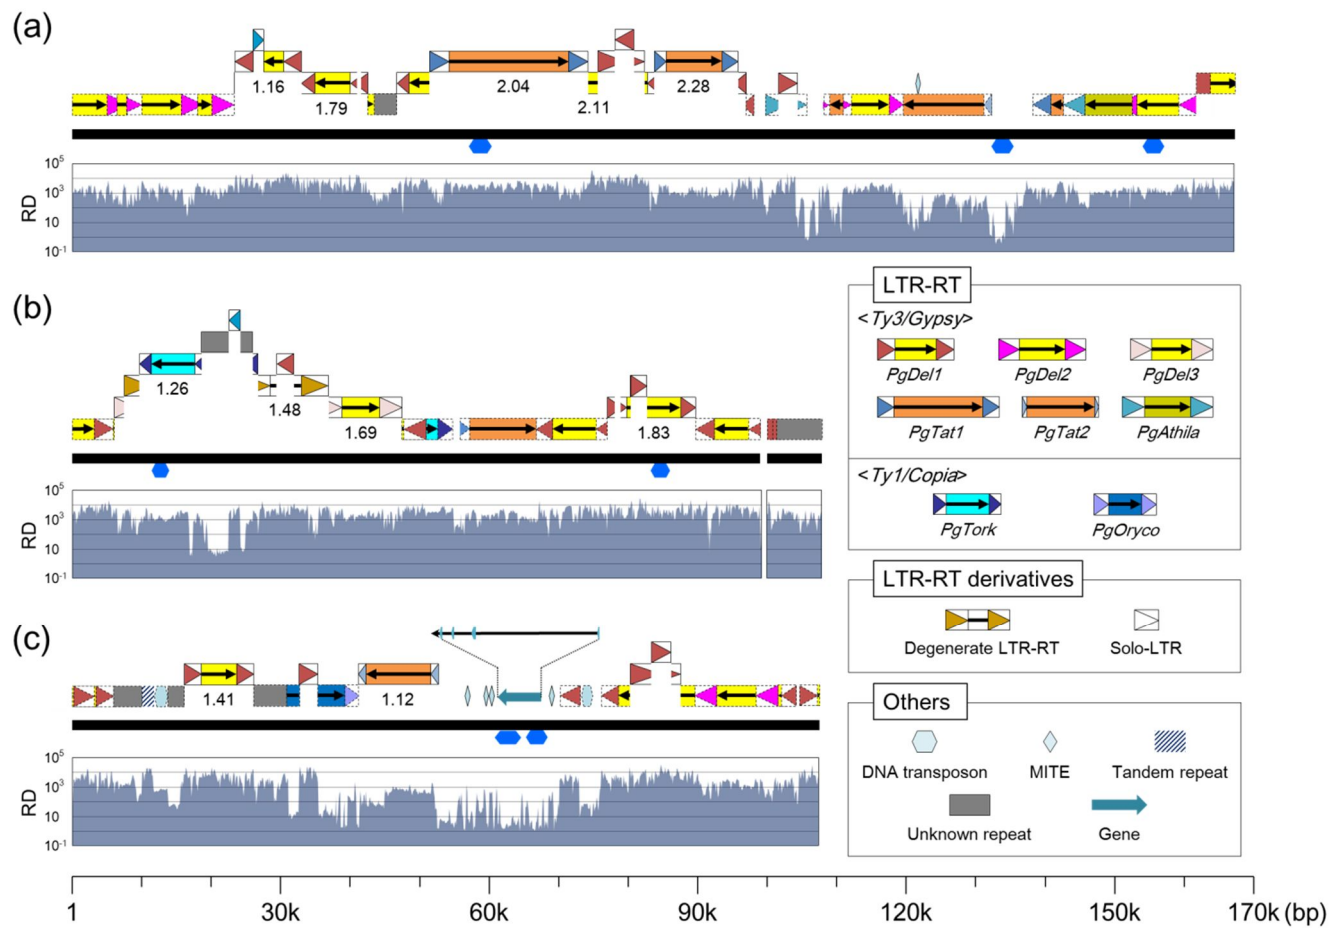 (a)
1.16
1.79
2.04
2.11
2.28
RD
10⁵
10³
10
10⁻¹
(b)
1.26
1.48
1.69
1.83
RD
10⁵
10³
10
10⁻¹
(c)
1.41
1.12
RD
10⁵
10³
10
10⁻¹
LTR-RT
<Ty3/Gypsy>
PgDel1 PgDel2 PgDel3
PgTat1 PgTat2 PgAthila
<Ty1/Copia>
PgTork PgOryco
LTR-RT derivatives
Degenerate LTR-RT Solo-LTR
Others
DNA transposon MITE Tandem repeat
Unknown repeat Gene
1 30k 60k 90k 120k 150k 170k (bp)